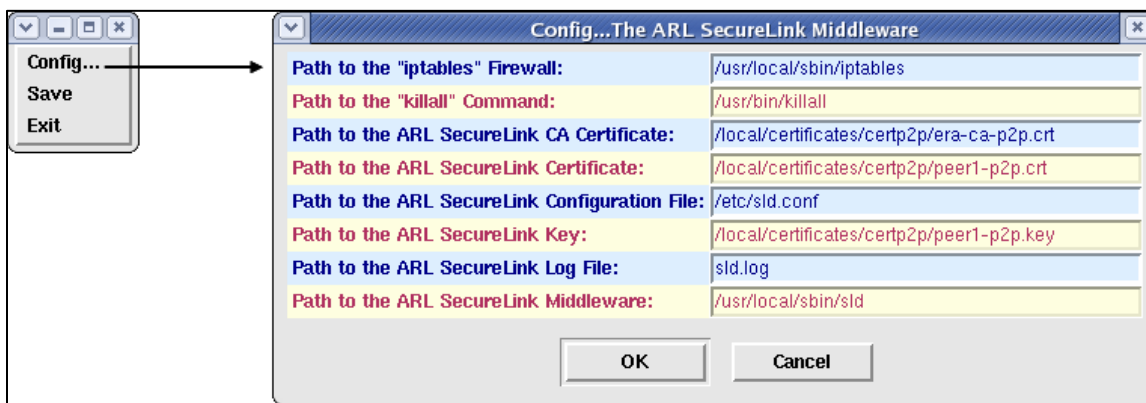 Config...
Save
Exit
Config...The ARL SecureLink Middleware
Path to the "iptables" Firewall: /usr/local/sbin/iptables
Path to the "killall" Command: /usr/bin/killall
Path to the ARL SecureLink CA Certificate: /local/certificates/certp2p/era-ca-p2p.crt
Path to the ARL SecureLink Certificate: /local/certificates/certp2p/peer1-p2p.crt
Path to the ARL SecureLink Configuration File: /etc/sld.conf
Path to the ARL SecureLink Key: /local/certificates/certp2p/peer1-p2p.key
Path to the ARL SecureLink Log File: sld.log
Path to the ARL SecureLink Middleware: /usr/local/sbin/sld
OK Cancel